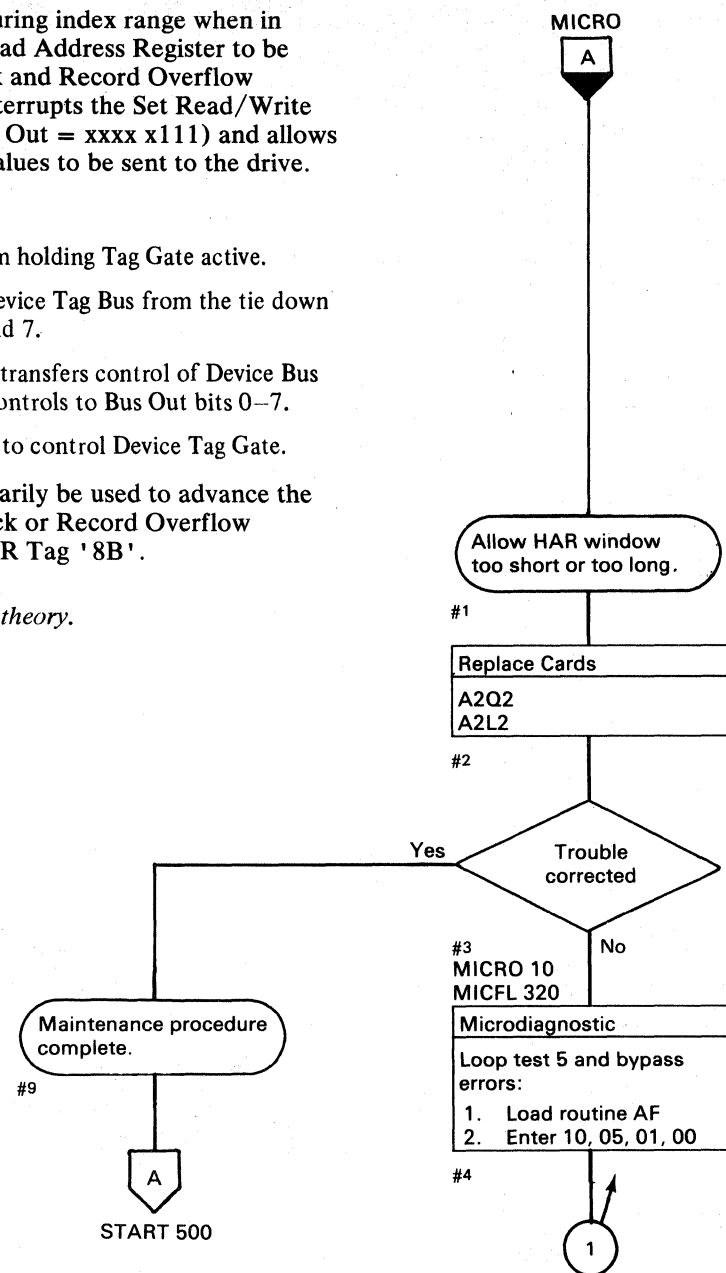 uring index range when in
ad Address Register to be
k and Record Overflow
terrupts the Set Read/Write
Out = xxxx x111) and allows
alues to be sent to the drive.
n holding Tag Gate active.
evice Tag Bus from the tie down
d 7.
transfers control of Device Bus
ontrols to Bus Out bits 0–7.
to control Device Tag Gate.
arily be used to advance the
ck or Record Overflow
R Tag '8B'.
theory.
MICRO
A
Allow HAR window
too short or too long.
#1
Replace Cards
A2Q2
A2L2
#2
Trouble
corrected
Yes
No
#3
MICRO 10
MICFL 320
Microdiagnostic
Loop test 5 and bypass
errors:
1. Load routine AF
2. Enter 10, 05, 01, 00
#4
1
Maintenance procedure
complete.
#9
A
START 500